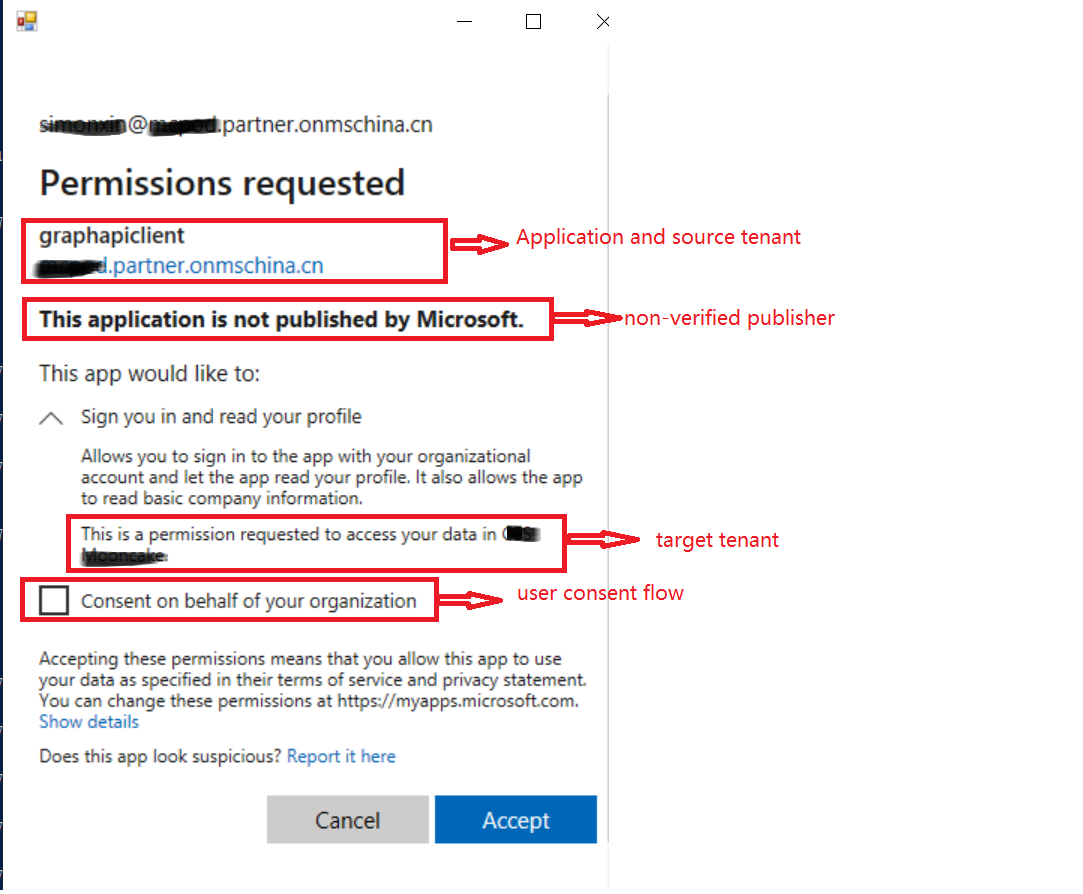 @ .partner.onmschina.cn
Permissions requested
graphapiclient
Application and source tenant
.partner.onmschina.cn
This application is not published by Microsoft.
non-verified publisher
This app would like to:
Sign you in and read your profile
Allows you to sign in to the app with your organizational
account and let the app read your profile. It also allows the app
to read basic company information.
This is a permission requested to access your data in
target tenant
Consent on behalf of your organization
user consent flow
Accepting these permissions means that you allow this app to use
your data as specified in their terms of service and privacy statement.
You can change these permissions at https://myapps.microsoft.com.
Show details
Does this app look suspicious? Report it here
Cancel
Accept